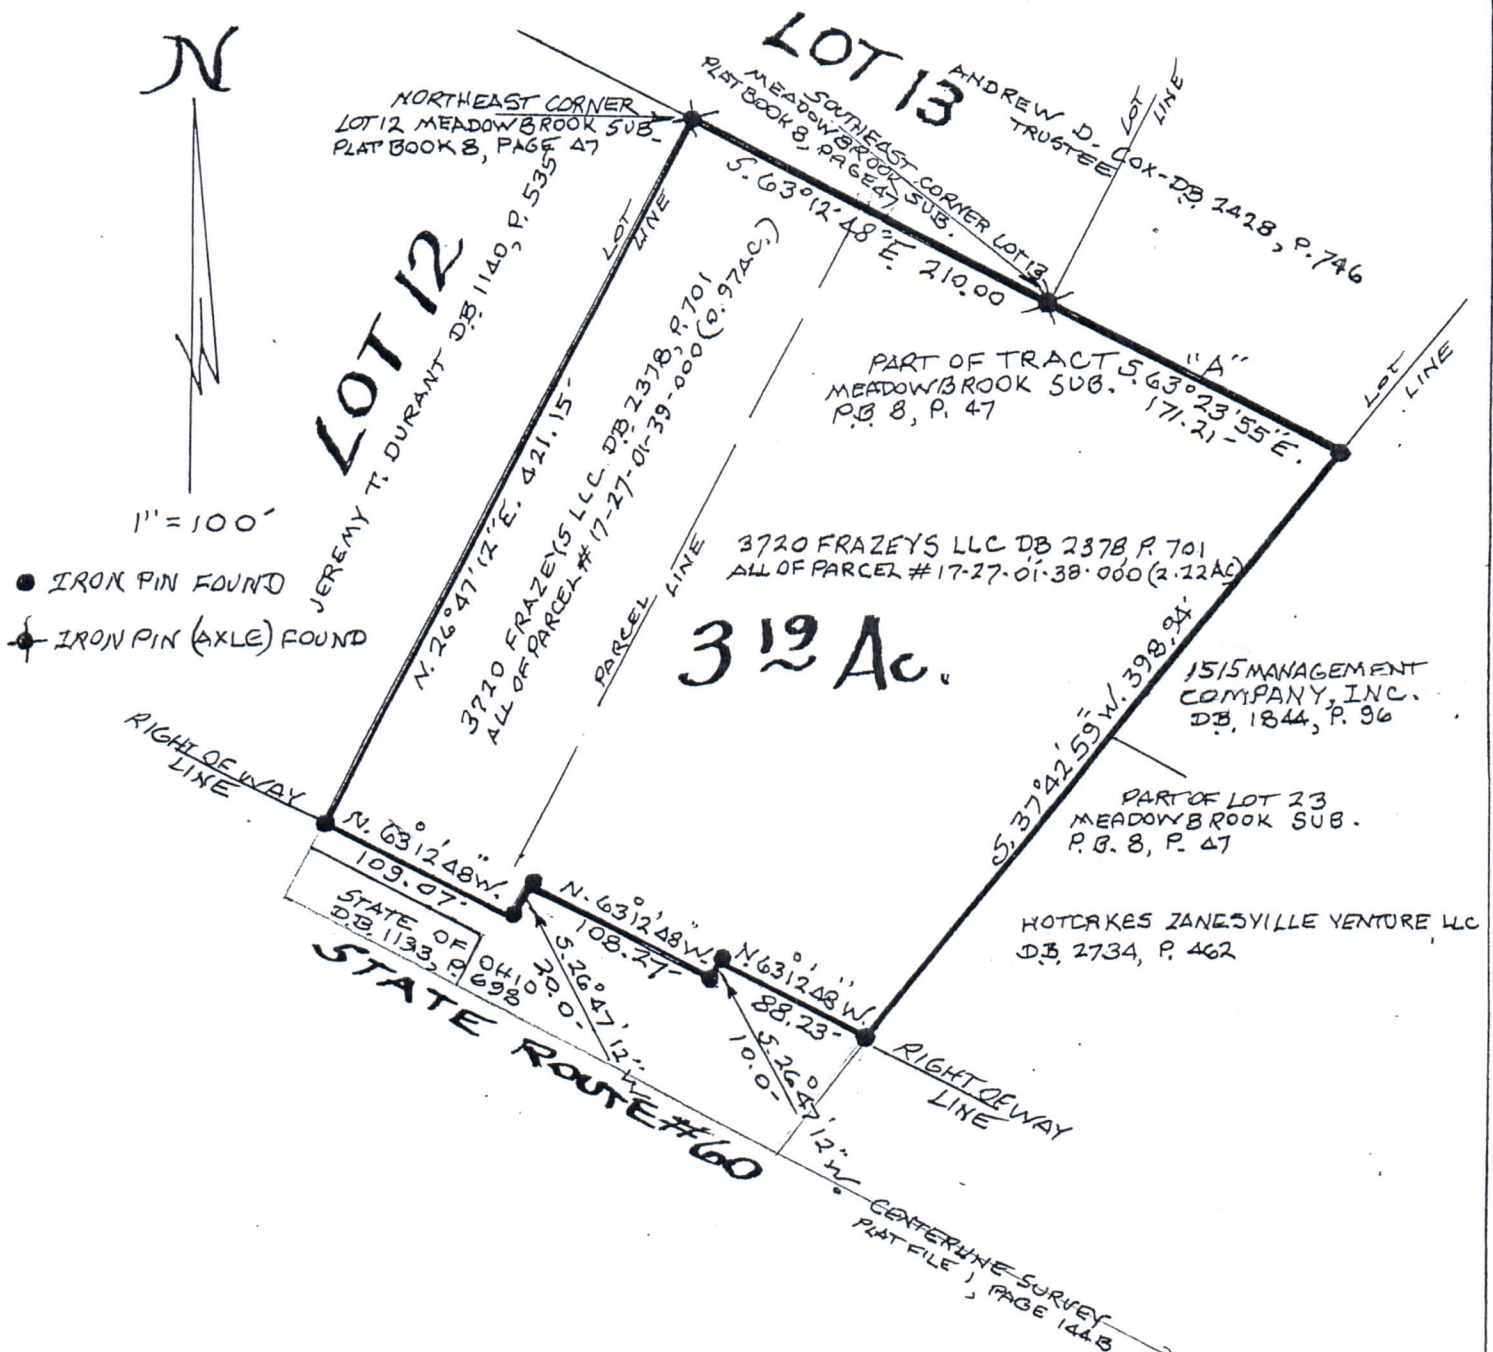 N
LOT 13
ANDREW D. COX-DB 2428, P. 746
TRUSTEE
LOT
LINE
NORTHEAST CORNER
LOT 12 MEADOWBROOK SUB.
PLAT BOOK 8, PAGE 47
SOUTHEAST CORNER LOT 13
MEADOWBROOK SUB.
PLAT BOOK 8, PAGE 47
S. 63°12'48"E. 210.00
LOT
LINE
LOT 12
JEREMY T. DURANT DB 1140, P. 535
N. 26°47'12"E. 421.15'
3720 FRAZEYS LLC DB 2378, P. 701
ALL OF PARCEL # 17-27-01-39-000 (0.97 AC.)
PARCEL LINE
PART OF TRACT "A"
MEADOWBROOK SUB.
P.B. 8, P. 47
S. 63°23'55"E.
171.21'
LOT
LINE
1"=100'
IRON PIN FOUND
IRON PIN (AXLE) FOUND
3720 FRAZEYS LLC DB 2378, P. 701
ALL OF PARCEL # 17-27-01-38-000 (2.22 AC)
3 19 Ac.
S. 37°42'59"W. 398.94'
1515 MANAGEMENT
COMPANY, INC.
DB. 1844, P. 96
PART OF LOT 23
MEADOWBROOK SUB.
P.B. 8, P. 47
HOTCAKES ZANESVILLE VENTURE, LLC
DB. 2734, P. 462
RIGHT OF WAY
LINE
N. 63°12'48"W.
109.07'
STATE OF OHIO
DB. 1133, P. 698
S. 26°47'12"W.
20.0'
N. 63°12'48"W.
108.27'
S. 26°47'12"W.
10.0'
N. 63°12'48"W.
88.23'
STATE ROUTE #60
RIGHT OF WAY
LINE
CENTERLINE SURVEY
PLAT FILE 1, PAGE 144B